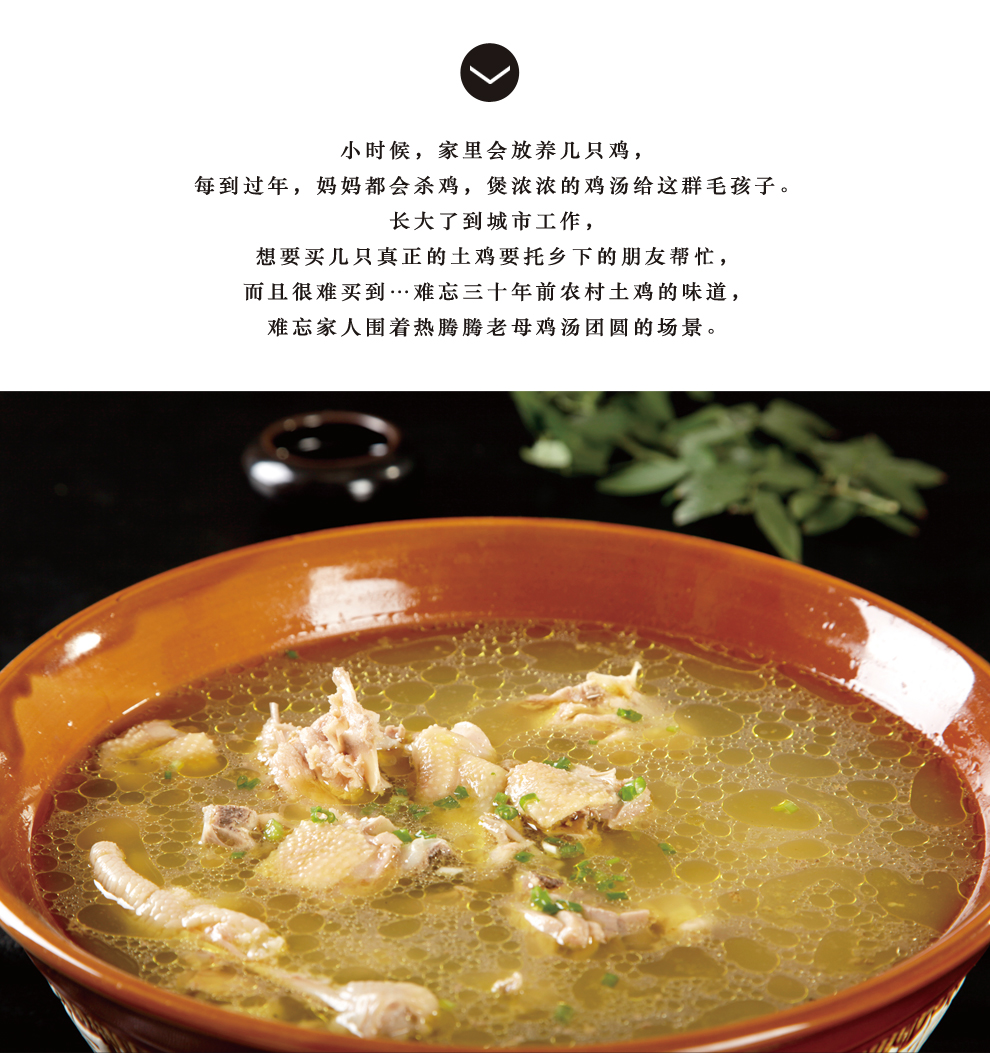 小时候，家里会放养几只鸡，
每到过年，妈妈都会杀鸡，煲浓浓的鸡汤给这群毛孩子。
长大了到城市工作，
想要买几只真正的土鸡要托乡下的朋友帮忙，
而且很难买到…难忘三十年前农村土鸡的味道，
难忘家人围着热腾腾老母鸡汤团圆的场景。